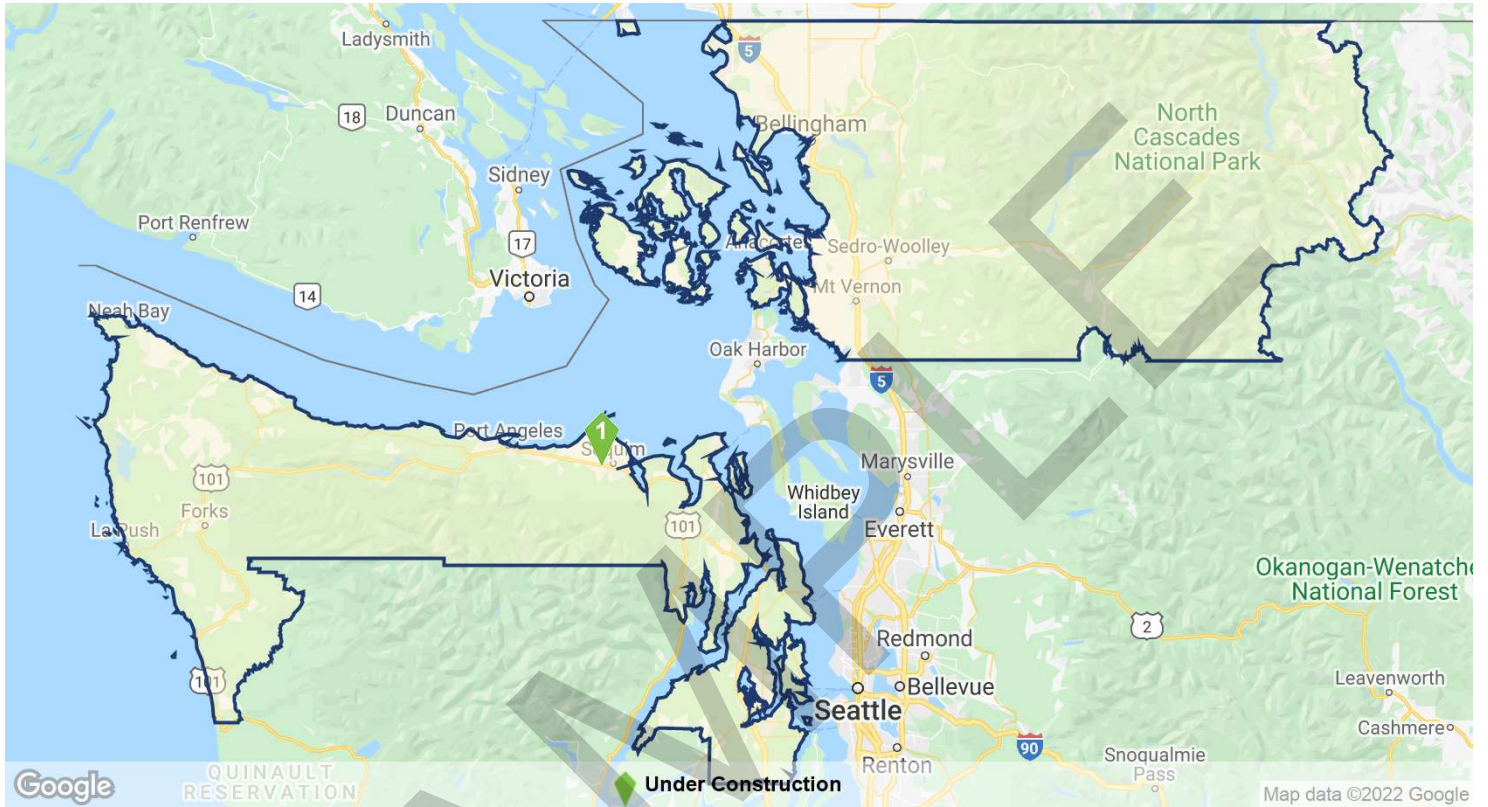 Ladysmith
5
18
Duncan
Bellingham
North
Cascades
National Park
Sidney
Port Renfrew
17
Anacortes
Sedro-Woolley
Victoria
14
Mt Vernon
Neah Bay
Oak Harbor
5
Port Angeles
1
Sequim
Marysville
101
Whidbey
Island
Forks
101
Everett
La Push
Okanogan-Wenatche
National Forest
2
Redmond
Leavenworth
101
Bellevue
Seattle
Cashmere
90
Snoqualmie
Pass
Renton
QUINAULT
RESERVATION
Google
Under Construction
Map data ©2022 Google
SAMPLE